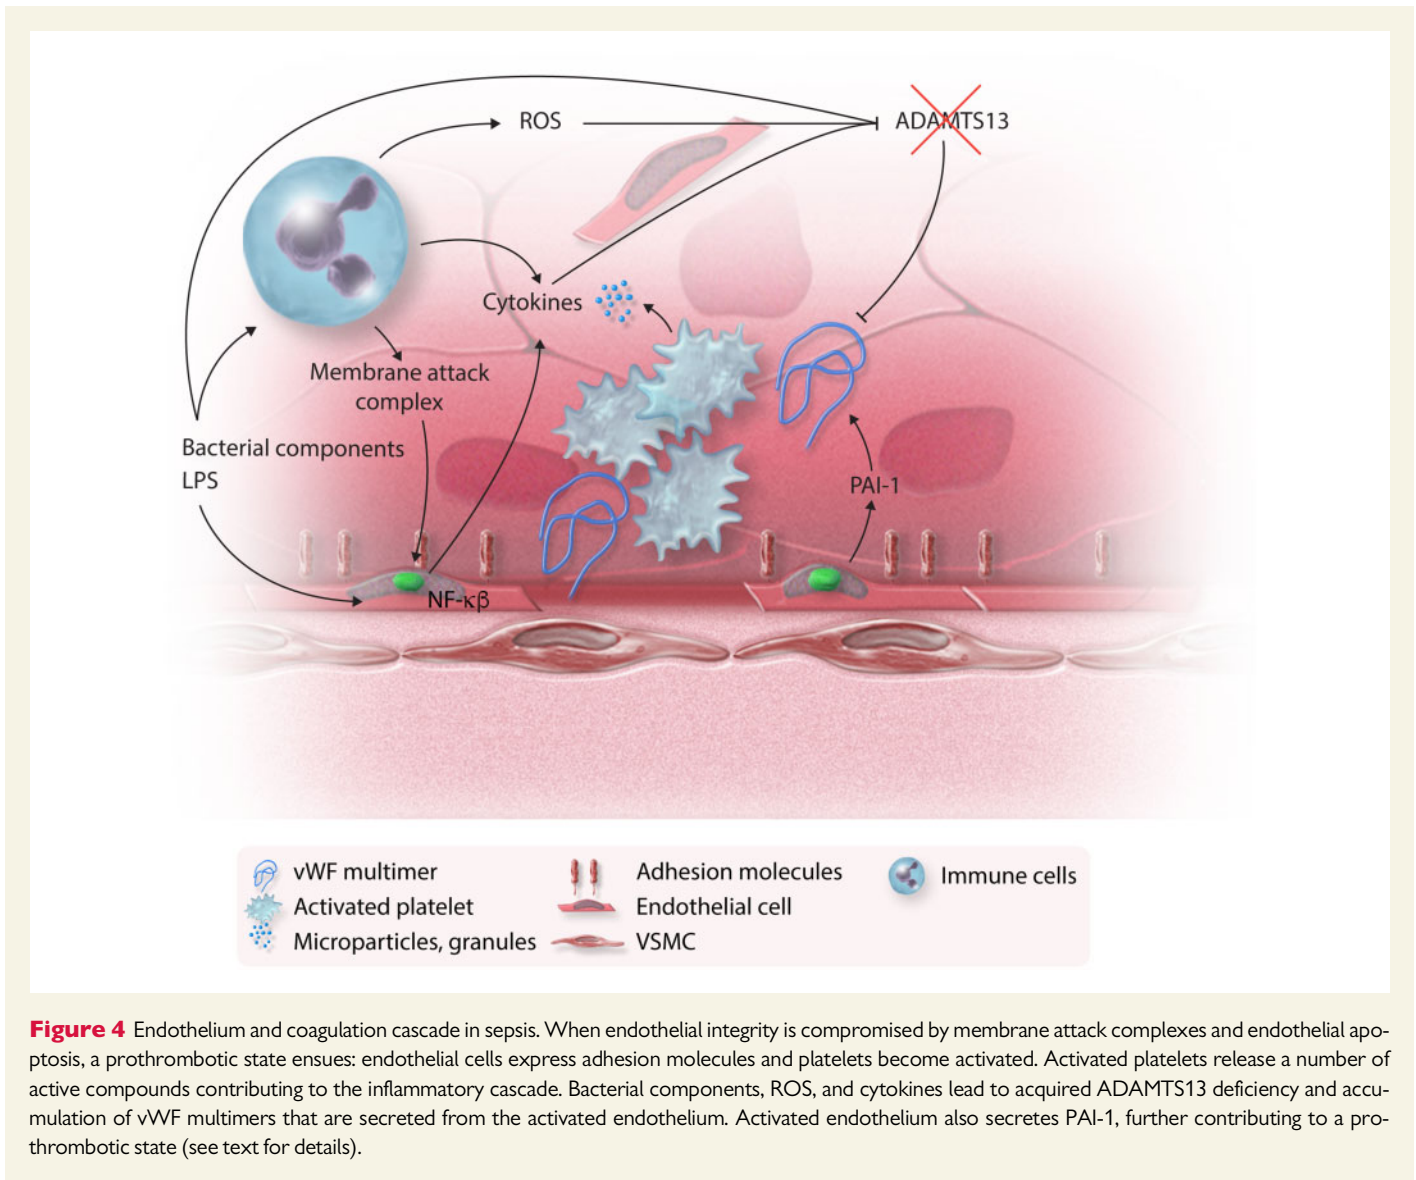 ROS
ADAMTS13
Cytokines
Membrane attack
complex
Bacterial components
LPS
PAI-1
NF-κβ
vWF multimer
Adhesion molecules
Immune cells
Activated platelet
Endothelial cell
Microparticles, granules
VSMC
Figure 4 Endothelium and coagulation cascade in sepsis. When endothelial integrity is compromised by membrane attack complexes and endothelial apo-
ptosis, a prothrombotic state ensues: endothelial cells express adhesion molecules and platelets become activated. Activated platelets release a number of
active compounds contributing to the inflammatory cascade. Bacterial components, ROS, and cytokines lead to acquired ADAMTS13 deficiency and accu-
mulation of vWF multimers that are secreted from the activated endothelium. Activated endothelium also secretes PAI-1, further contributing to a pro-
thrombotic state (see text for details).